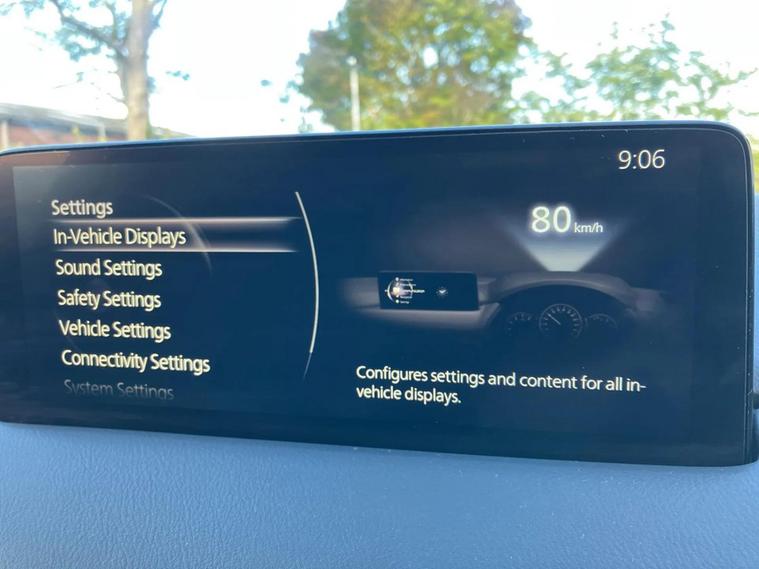 9:06
Settings
In-Vehicle Displays
Sound Settings
Safety Settings
Vehicle Settings
Connectivity Settings
System Settings
80 km/h
Configures settings and content for all in-
vehicle displays.